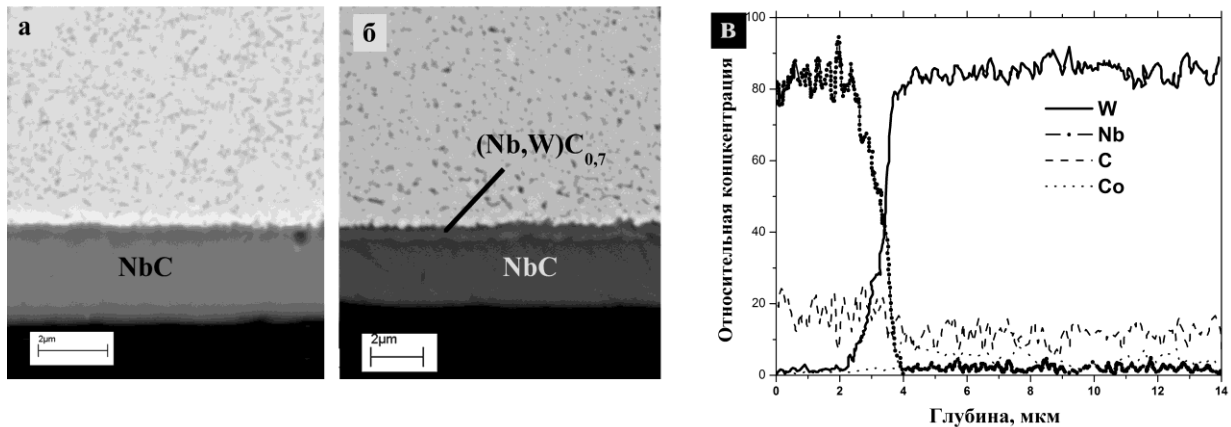 а
NbC
2µm
б
(Nb,W)C0,7
NbC
2µm
в
Относительная концкентрация
100
80
60
40
20
0
W
Nb
C
Co
0 2 4 6 8 10 12 14
Глубина, мкм